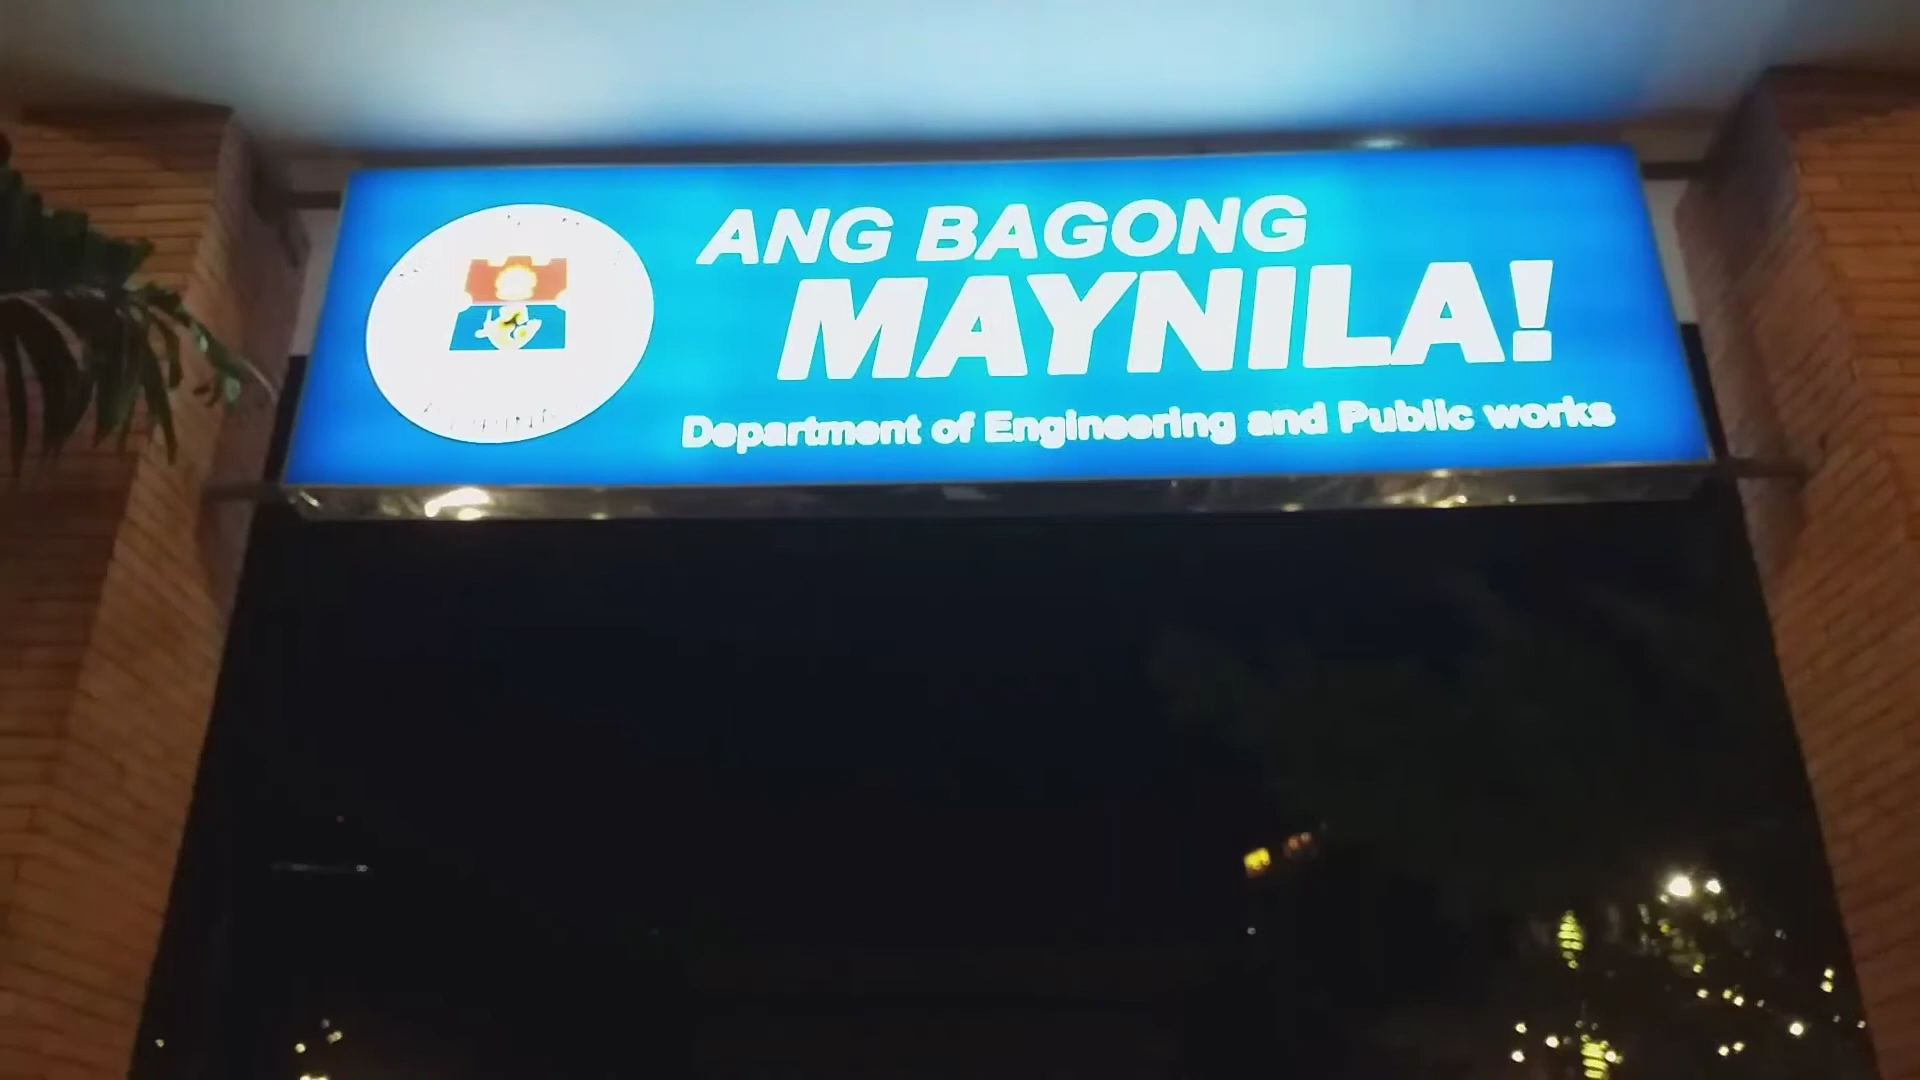 ANG BAGONG
MAYNILA!
Department of Engineering and Public works